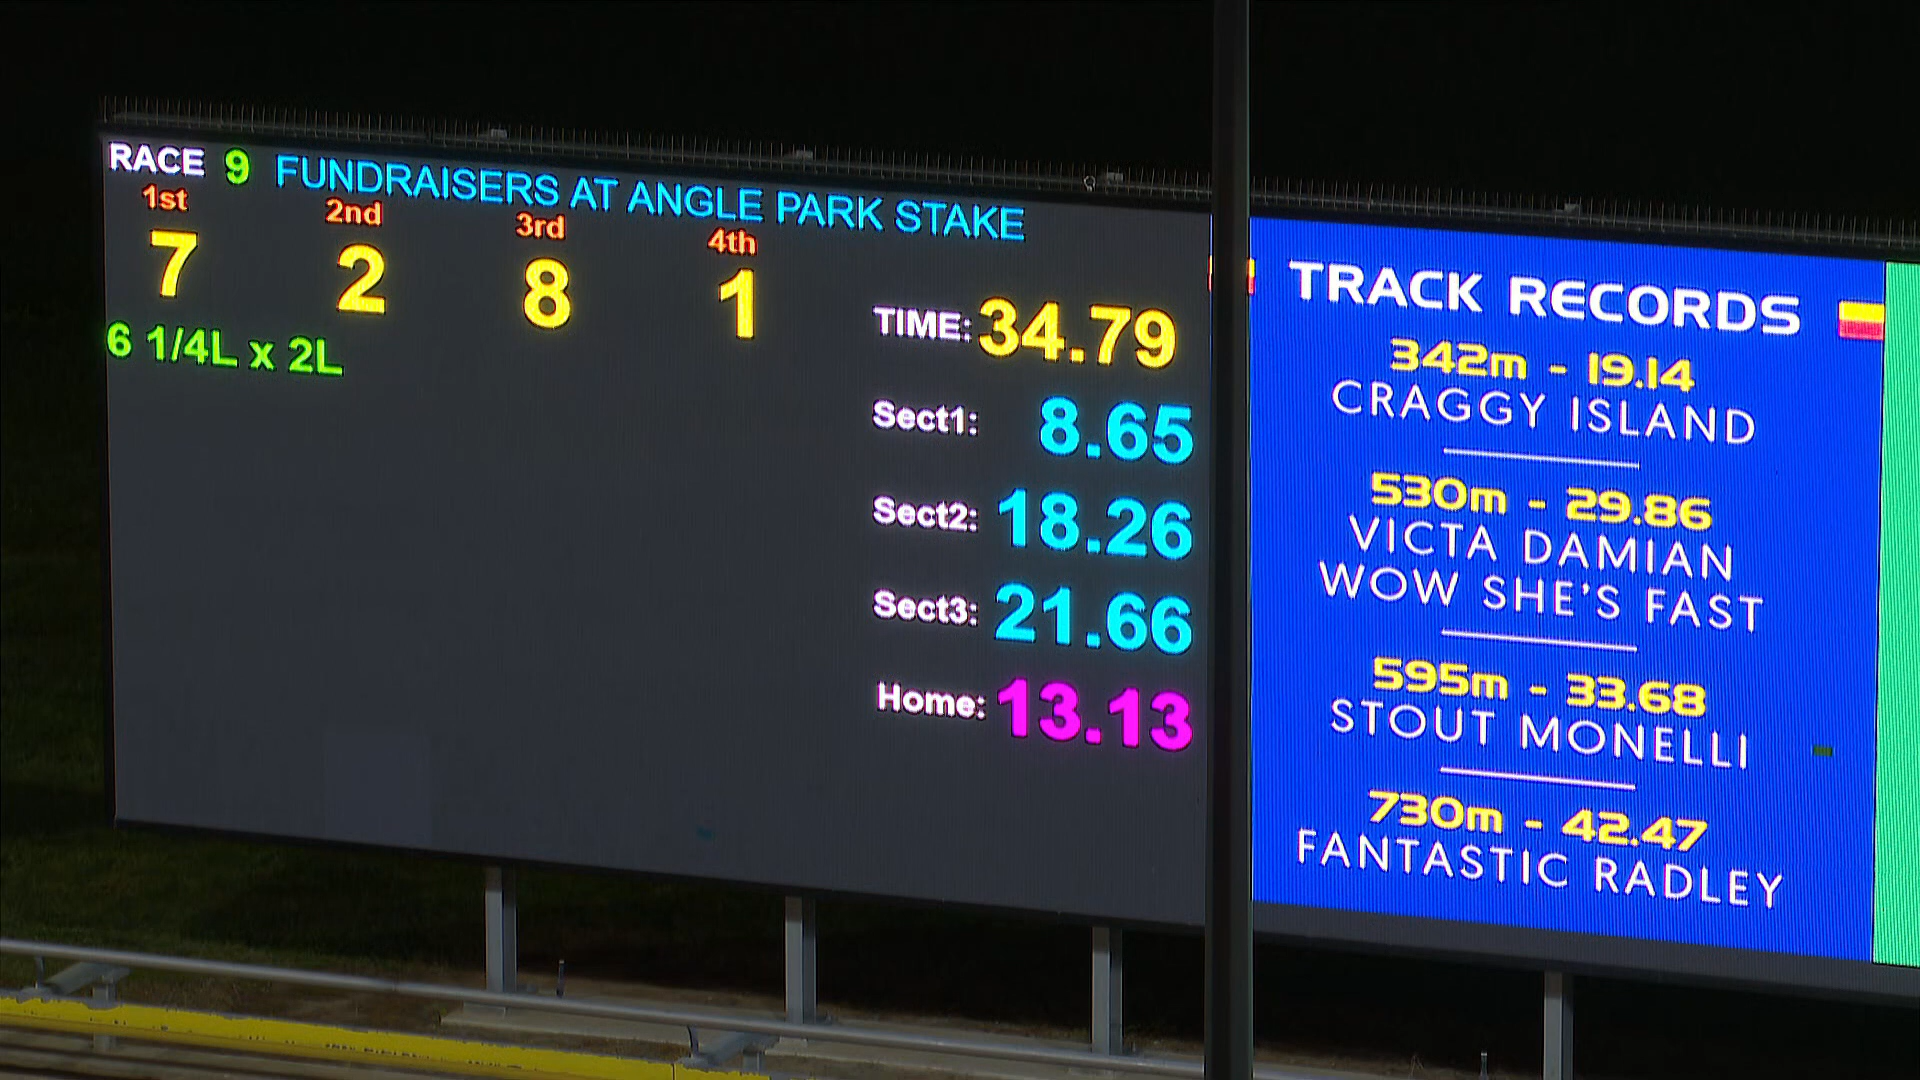 RACE 9 FUNDRAISERS AT ANGLE PARK STAKE
1st 2nd 3rd 4th
7 2 8 1
6 1/4L x 2L
TIME: 34.79
Sect1: 8.65
Sect2: 18.26
Sect3: 21.66
Home: 13.13
TRACK RECORDS
342m - 19.14
CRAGGY ISLAND
530m - 29.86
VICTA DAMIAN
WOW SHE'S FAST
595m - 33.68
STOUT MONELLI
730m - 42.47
FANTASTIC RADLEY